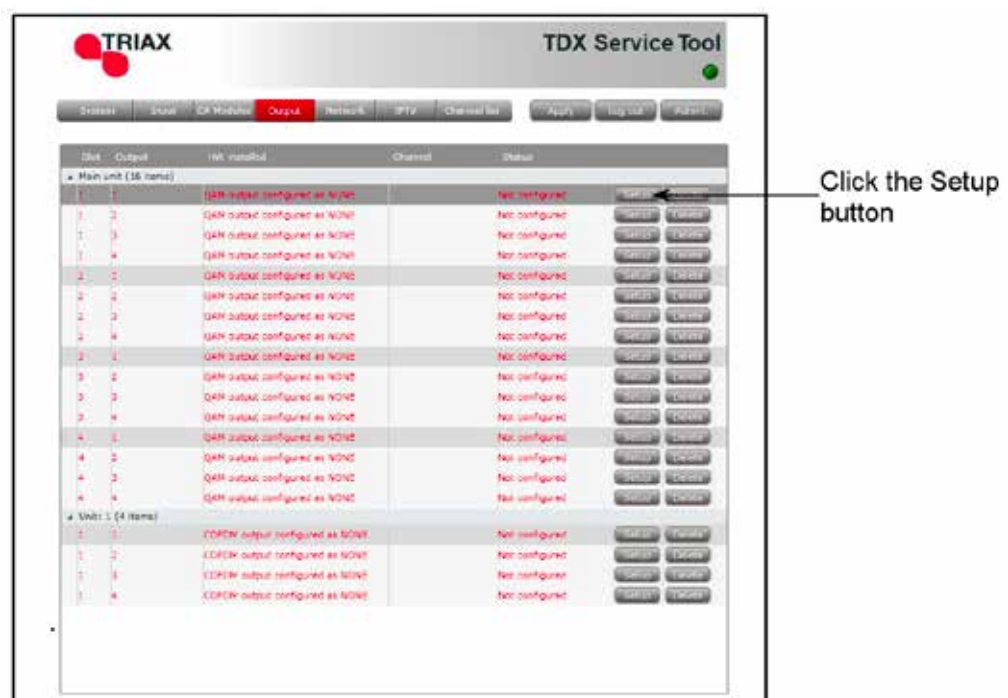 TRIAX
TDX Service Tool
System Input CA Modules Output Network IPTV Channel list Apply Log out Admin
Slot Output HW installed Channel Status
Main unit (16 items)
1 1 QAM output configured as NONE Not configured Setup Delete
1 2 QAM output configured as NONE Not configured Setup Delete
1 3 QAM output configured as NONE Not configured Setup Delete
1 4 QAM output configured as NONE Not configured Setup Delete
2 1 QAM output configured as NONE Not configured Setup Delete
2 2 QAM output configured as NONE Not configured Setup Delete
2 3 QAM output configured as NONE Not configured Setup Delete
2 4 QAM output configured as NONE Not configured Setup Delete
3 1 QAM output configured as NONE Not configured Setup Delete
3 2 QAM output configured as NONE Not configured Setup Delete
3 3 QAM output configured as NONE Not configured Setup Delete
3 4 QAM output configured as NONE Not configured Setup Delete
4 1 QAM output configured as NONE Not configured Setup Delete
4 2 QAM output configured as NONE Not configured Setup Delete
4 3 QAM output configured as NONE Not configured Setup Delete
4 4 QAM output configured as NONE Not configured Setup Delete
Unit: 1 (4 items)
1 1 COFDM output configured as NONE Not configured Setup Delete
1 2 COFDM output configured as NONE Not configured Setup Delete
1 3 COFDM output configured as NONE Not configured Setup Delete
1 4 COFDM output configured as NONE Not configured Setup Delete
Click the Setup
button